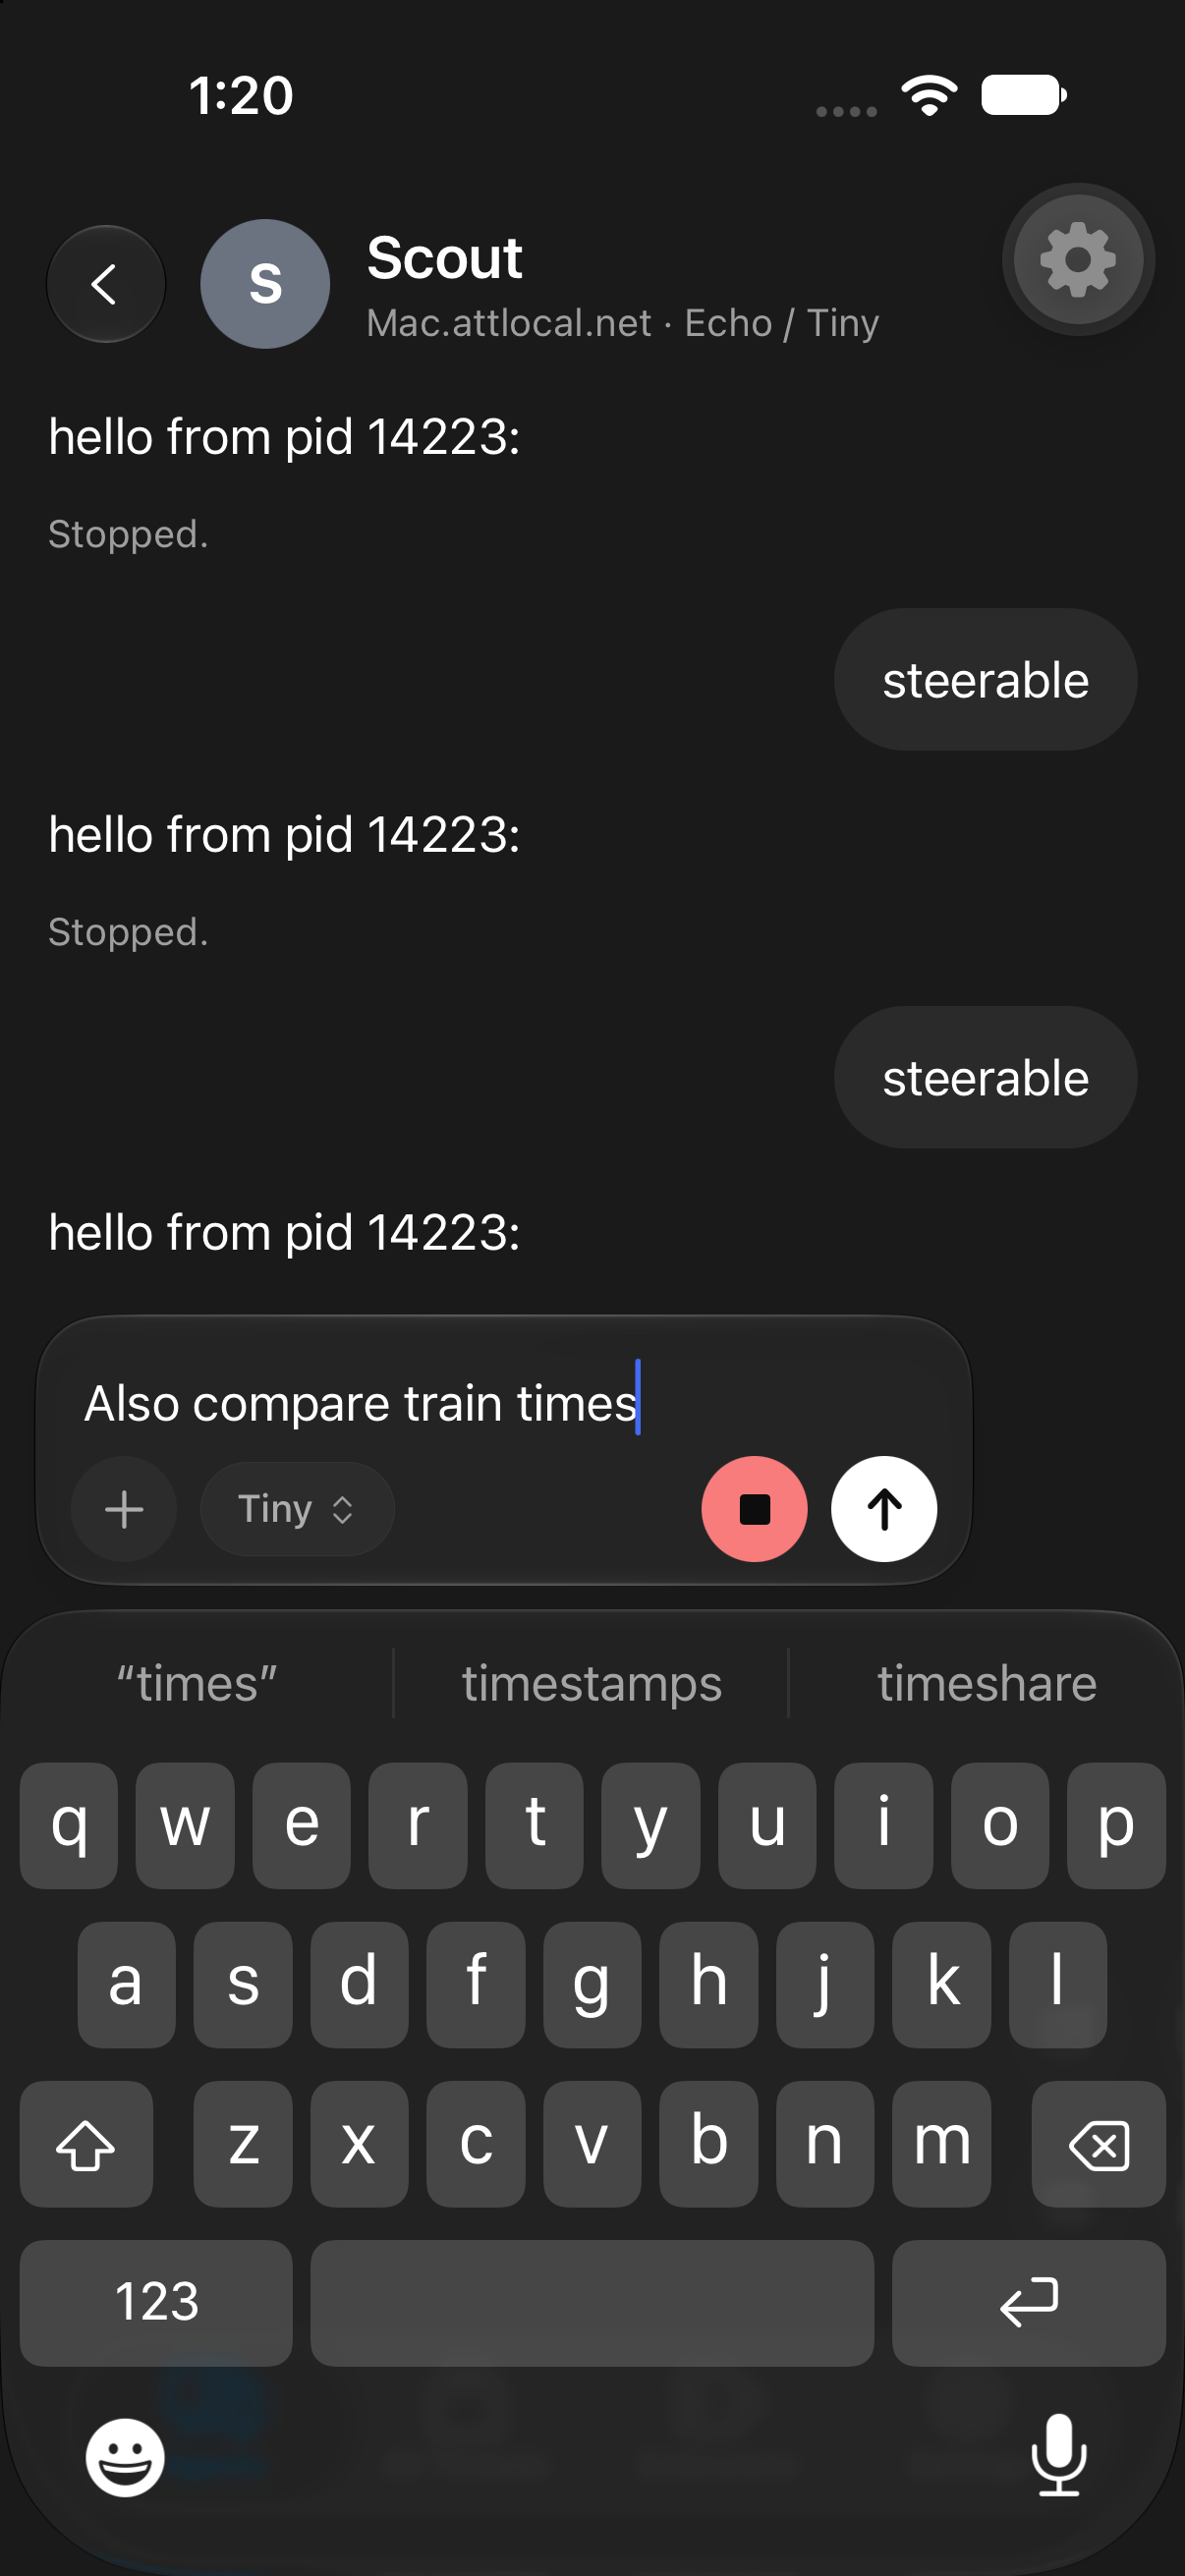 1:20
S
Scout
Mac.attlocal.net · Echo / Tiny
hello from pid 14223:
Stopped.
steerable
hello from pid 14223:
Stopped.
steerable
hello from pid 14223:
Also compare train times
Tiny
“times” timestamps timeshare
q w e r t y u i o p
a s d f g h j k l
z x c v b n m
123